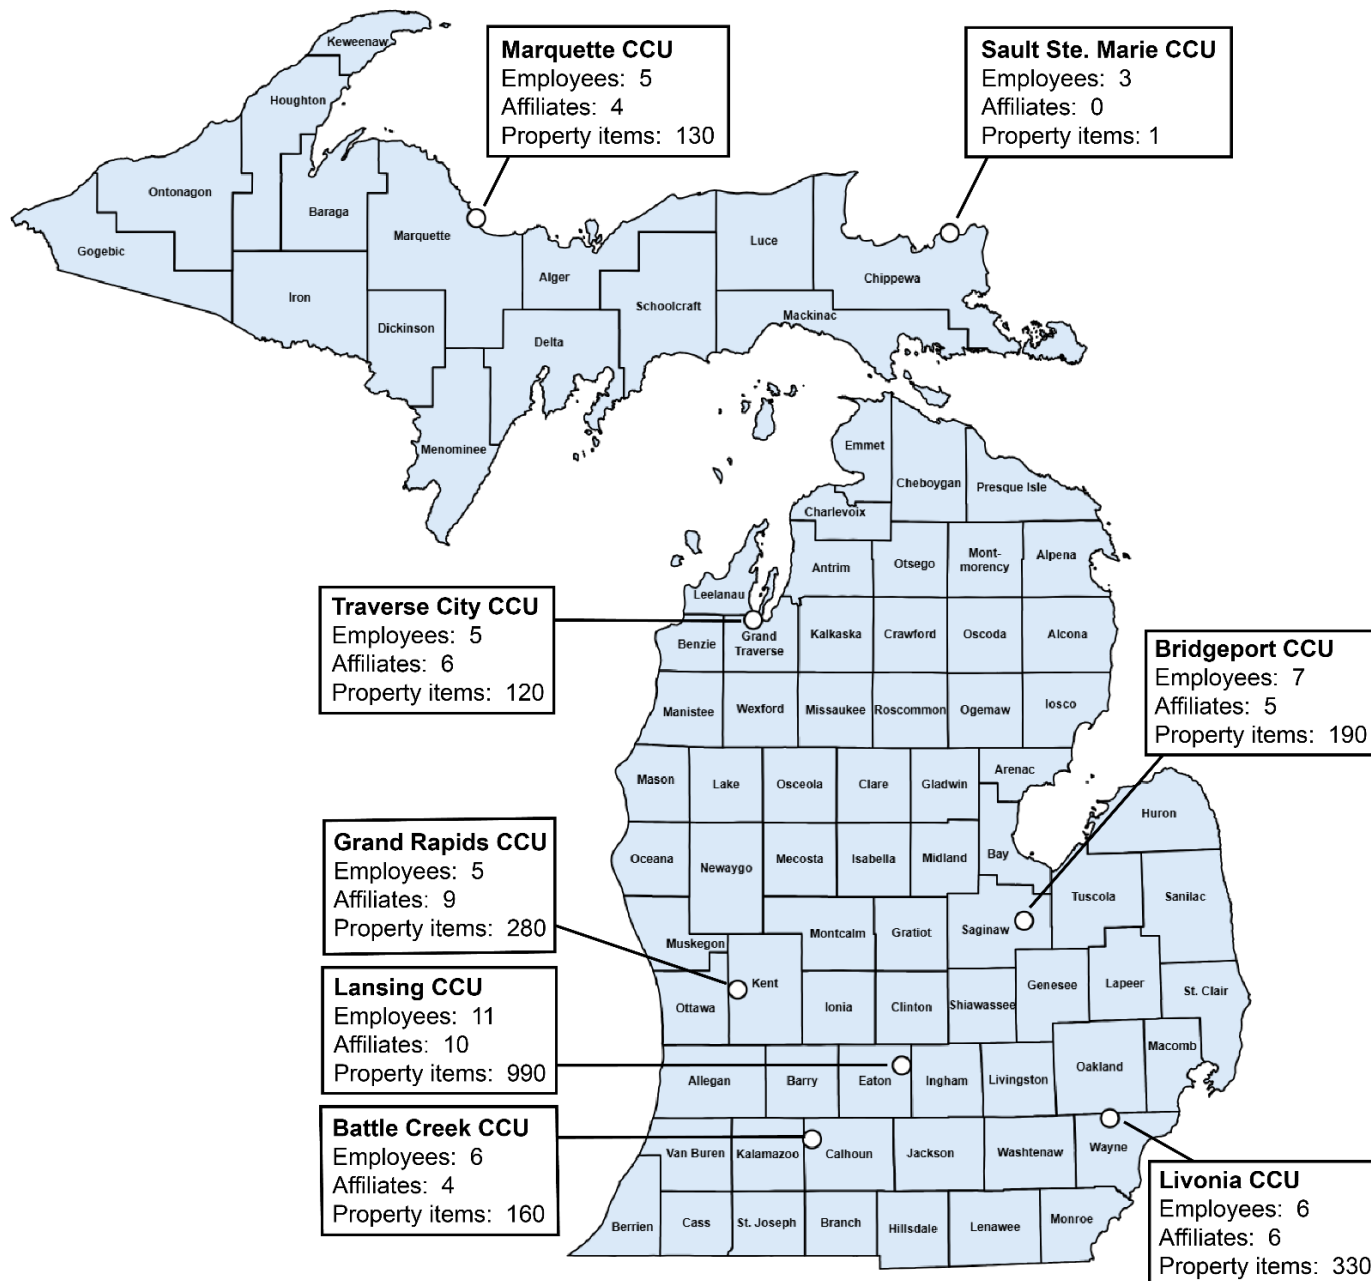 Keweenaw
Houghton
Ontonagon
Baraga
Gogebic
Marquette
Iron
Alger
Luce
Chippewa
Schoolcraft
Mackinac
Dickinson
Delta
Menominee
Marquette CCU
Employees: 5
Affiliates: 4
Property items: 130
Sault Ste. Marie CCU
Employees: 3
Affiliates: 0
Property items: 1
Emmet
Cheboygan
Presque Isle
Charlevoix
Antrim
Otsego
Mont-
morency
Alpena
Leelanau
Benzie
Grand
Traverse
Kalkaska
Crawford
Oscoda
Alcona
Manistee
Wexford
Missaukee
Roscommon
Ogemaw
Iosco
Traverse City CCU
Employees: 5
Affiliates: 6
Property items: 120
Bridgeport CCU
Employees: 7
Affiliates: 5
Property items: 190
Mason
Lake
Osceola
Clare
Gladwin
Arenac
Huron
Oceana
Newaygo
Mecosta
Isabella
Midland
Bay
Tuscola
Sanilac
Grand Rapids CCU
Employees: 5
Affiliates: 9
Property items: 280
Muskegon
Montcalm
Gratiot
Saginaw
Ottawa
Kent
Ionia
Clinton
Shiawassee
Genesee
Lapeer
St. Clair
Lansing CCU
Employees: 11
Affiliates: 10
Property items: 990
Allegan
Barry
Eaton
Ingham
Livingston
Oakland
Macomb
Battle Creek CCU
Employees: 6
Affiliates: 4
Property items: 160
Van Buren
Kalamazoo
Calhoun
Jackson
Washtenaw
Wayne
Berrien
Cass
St. Joseph
Branch
Hillsdale
Lenawee
Monroe
Livonia CCU
Employees: 6
Affiliates: 6
Property items: 330